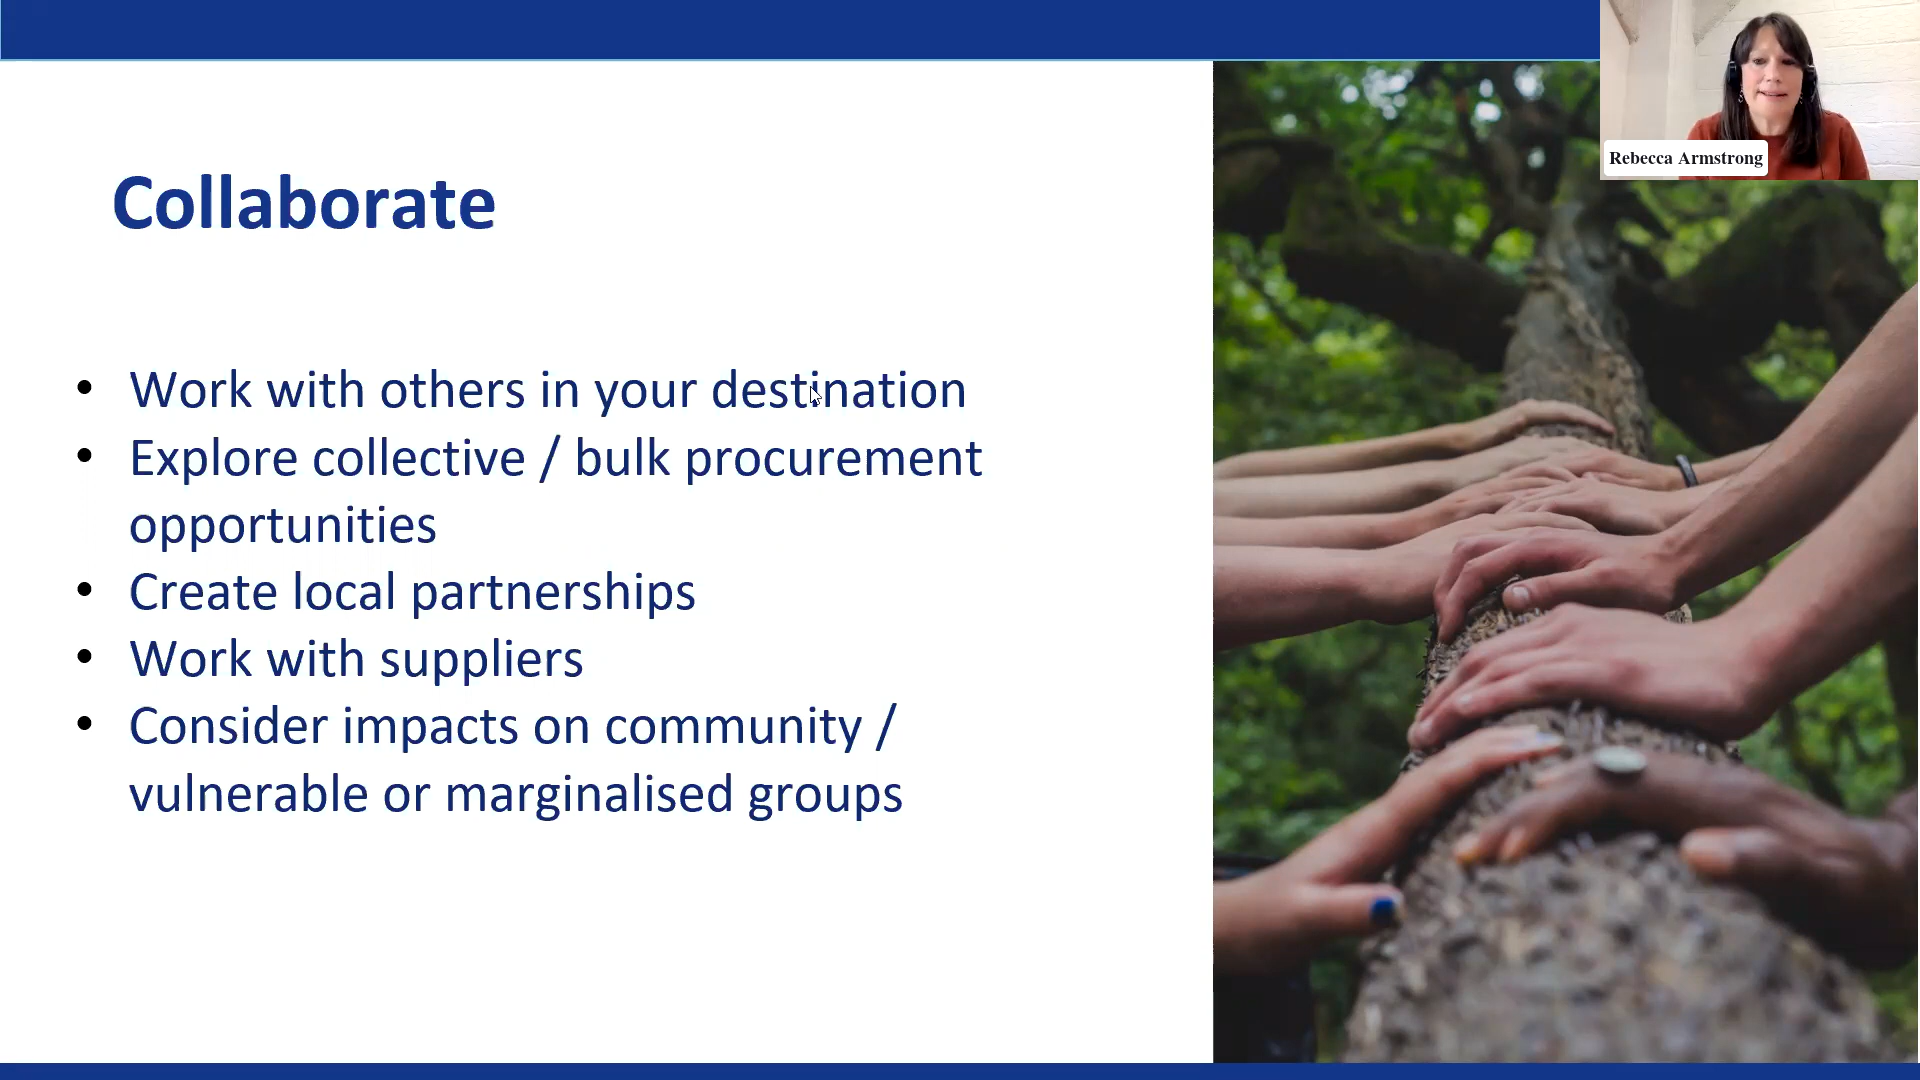 Rebecca Armstrong
Collaborate
• Work with others in your destination
• Explore collective / bulk procurement
opportunities
• Create local partnerships
• Work with suppliers
• Consider impacts on community /
vulnerable or marginalised groups